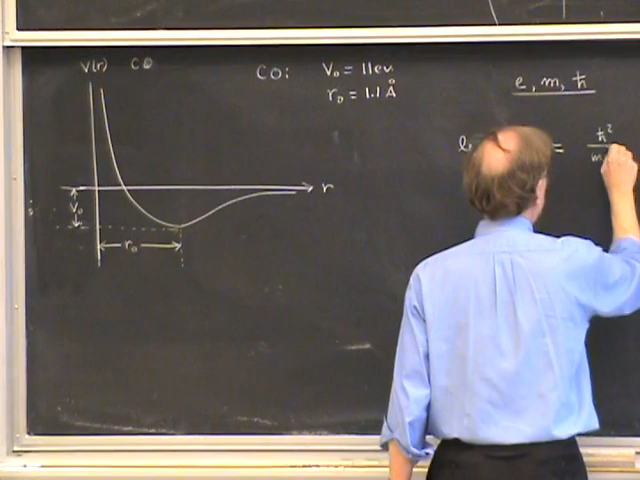 V(r) CO
CO: V₀ = 11ev
r₀ = 1.1 Å
r
V₀
r₀
e, m, ħ
= ħ²
m